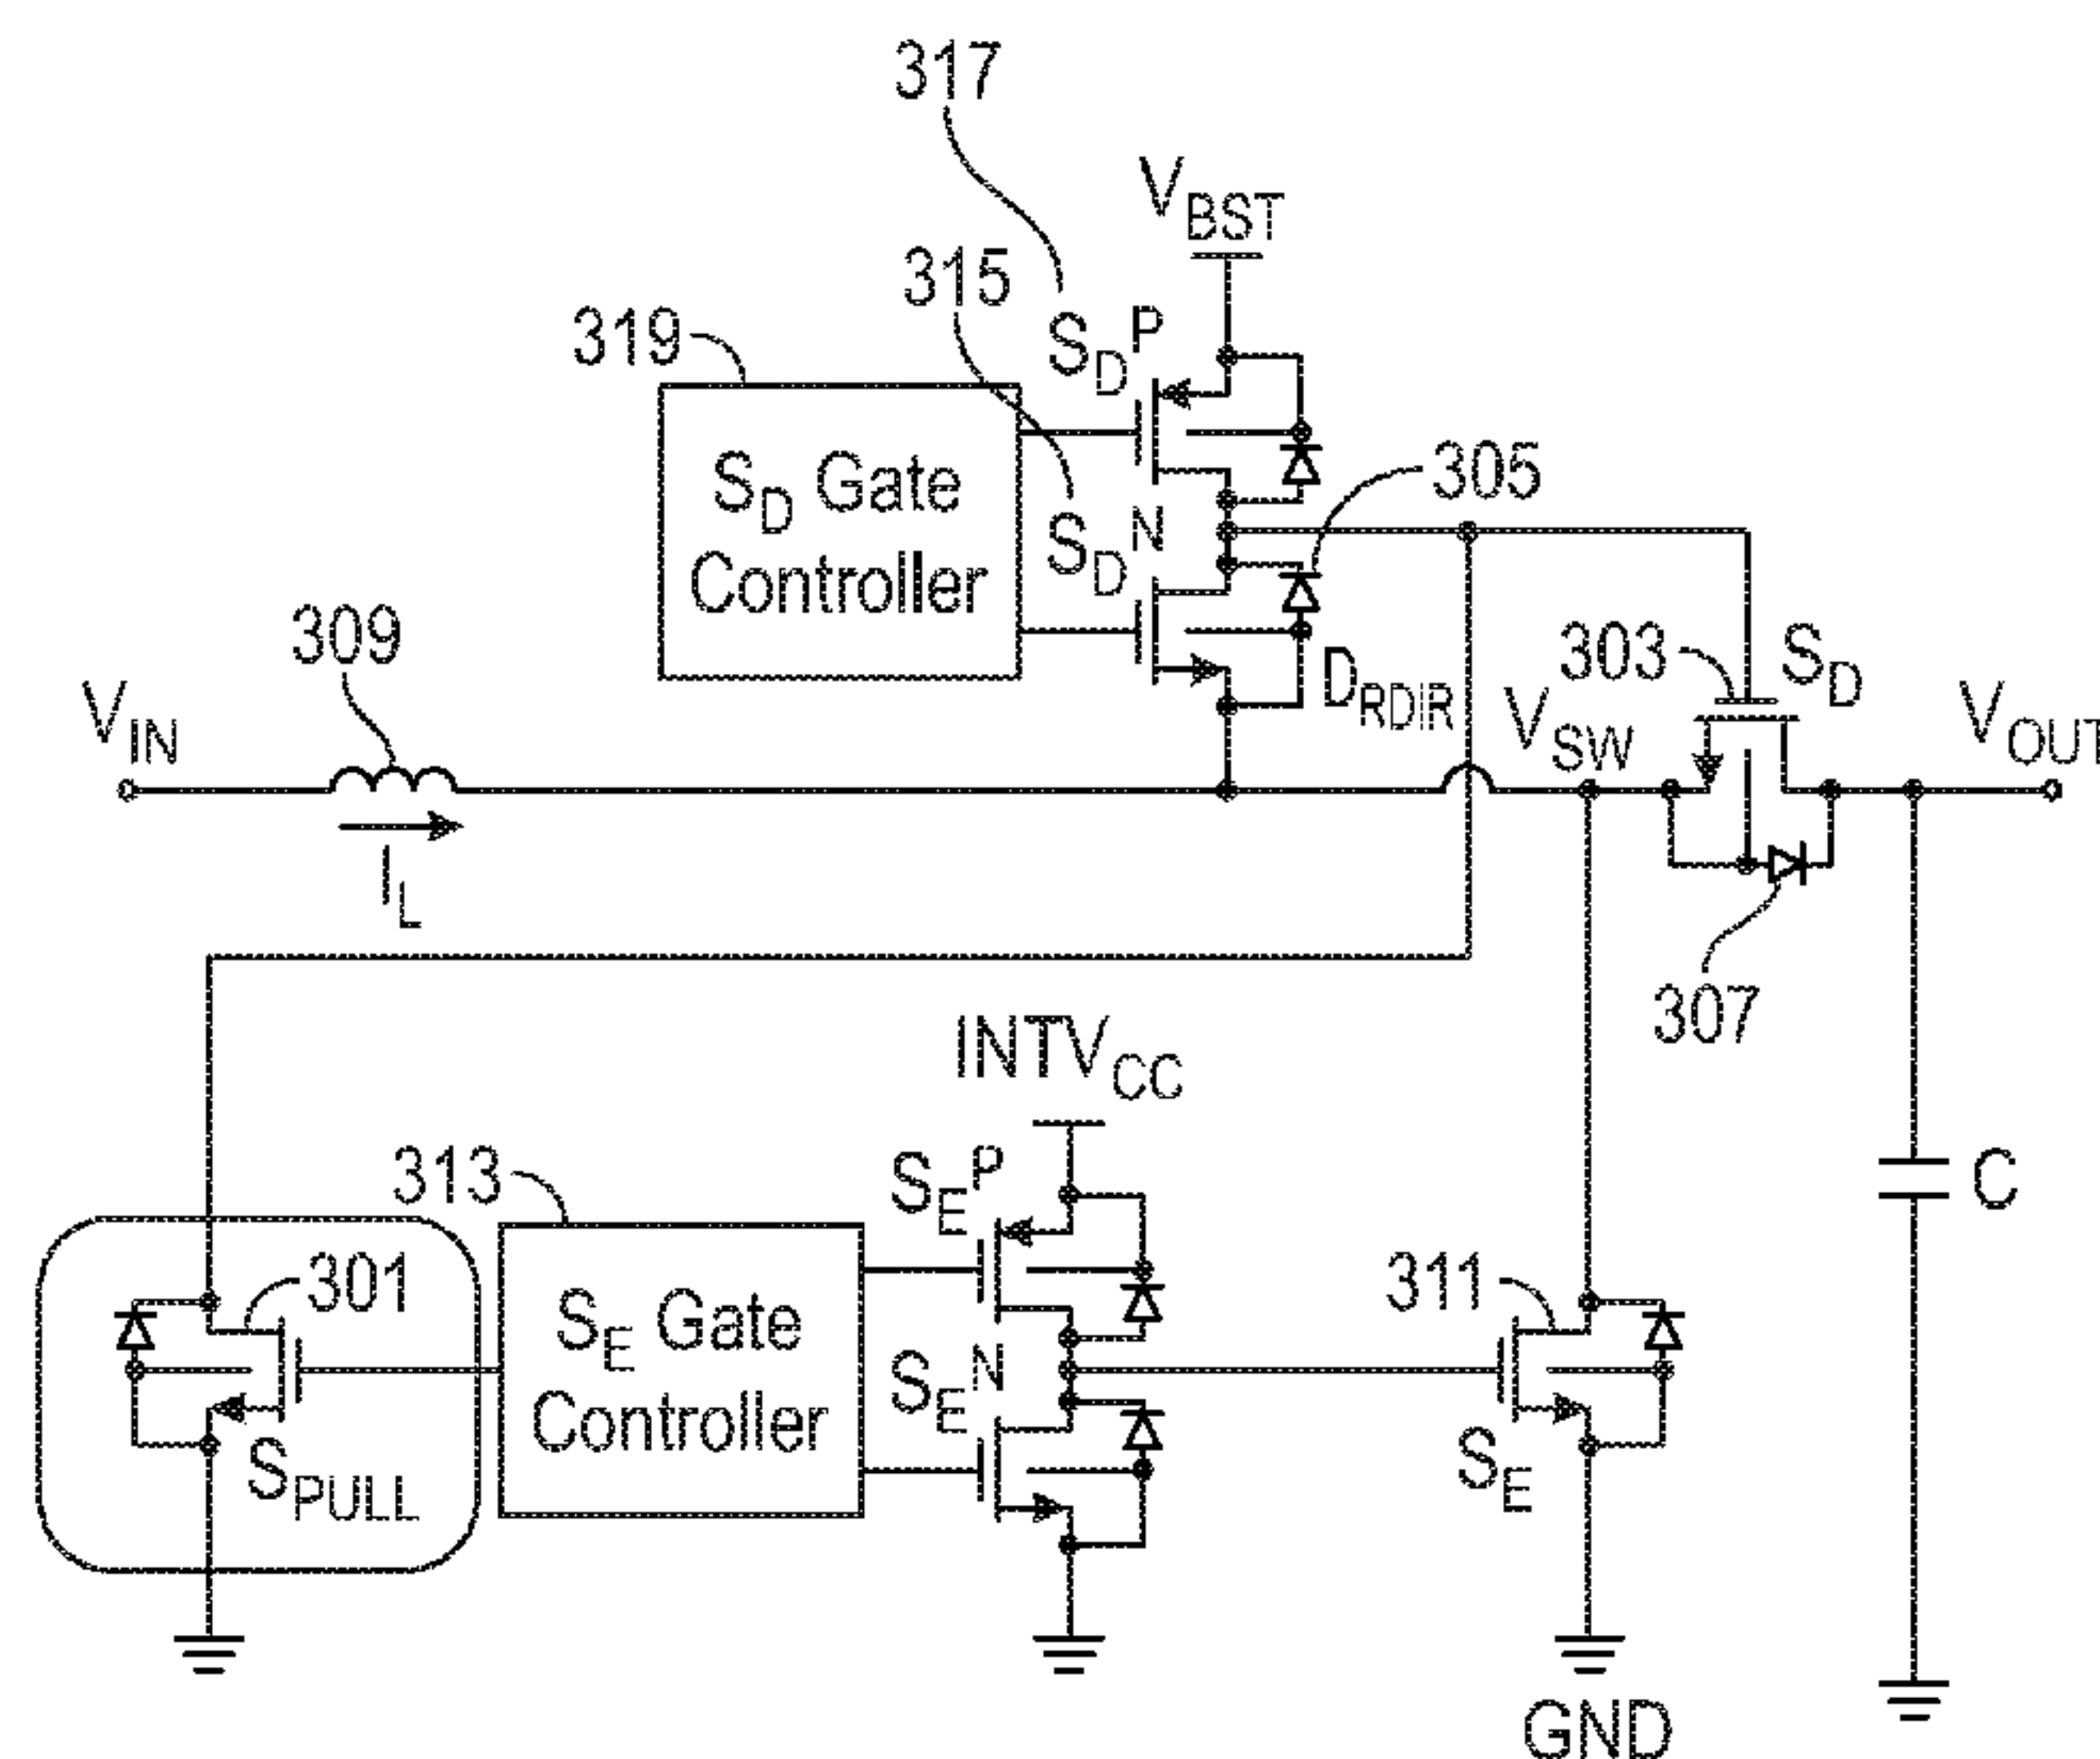 317
V_BST
315
S_D^P
319
S_D Gate
Controller
305
S_D^N
309
303
S_D
D_RDIR
V_IN
V_SW
V_OUT
I_L
307
INTV_CC
313
S_E^P
C
301
311
S_E Gate
Controller
S_E^N
S_PULL
S_E
GND